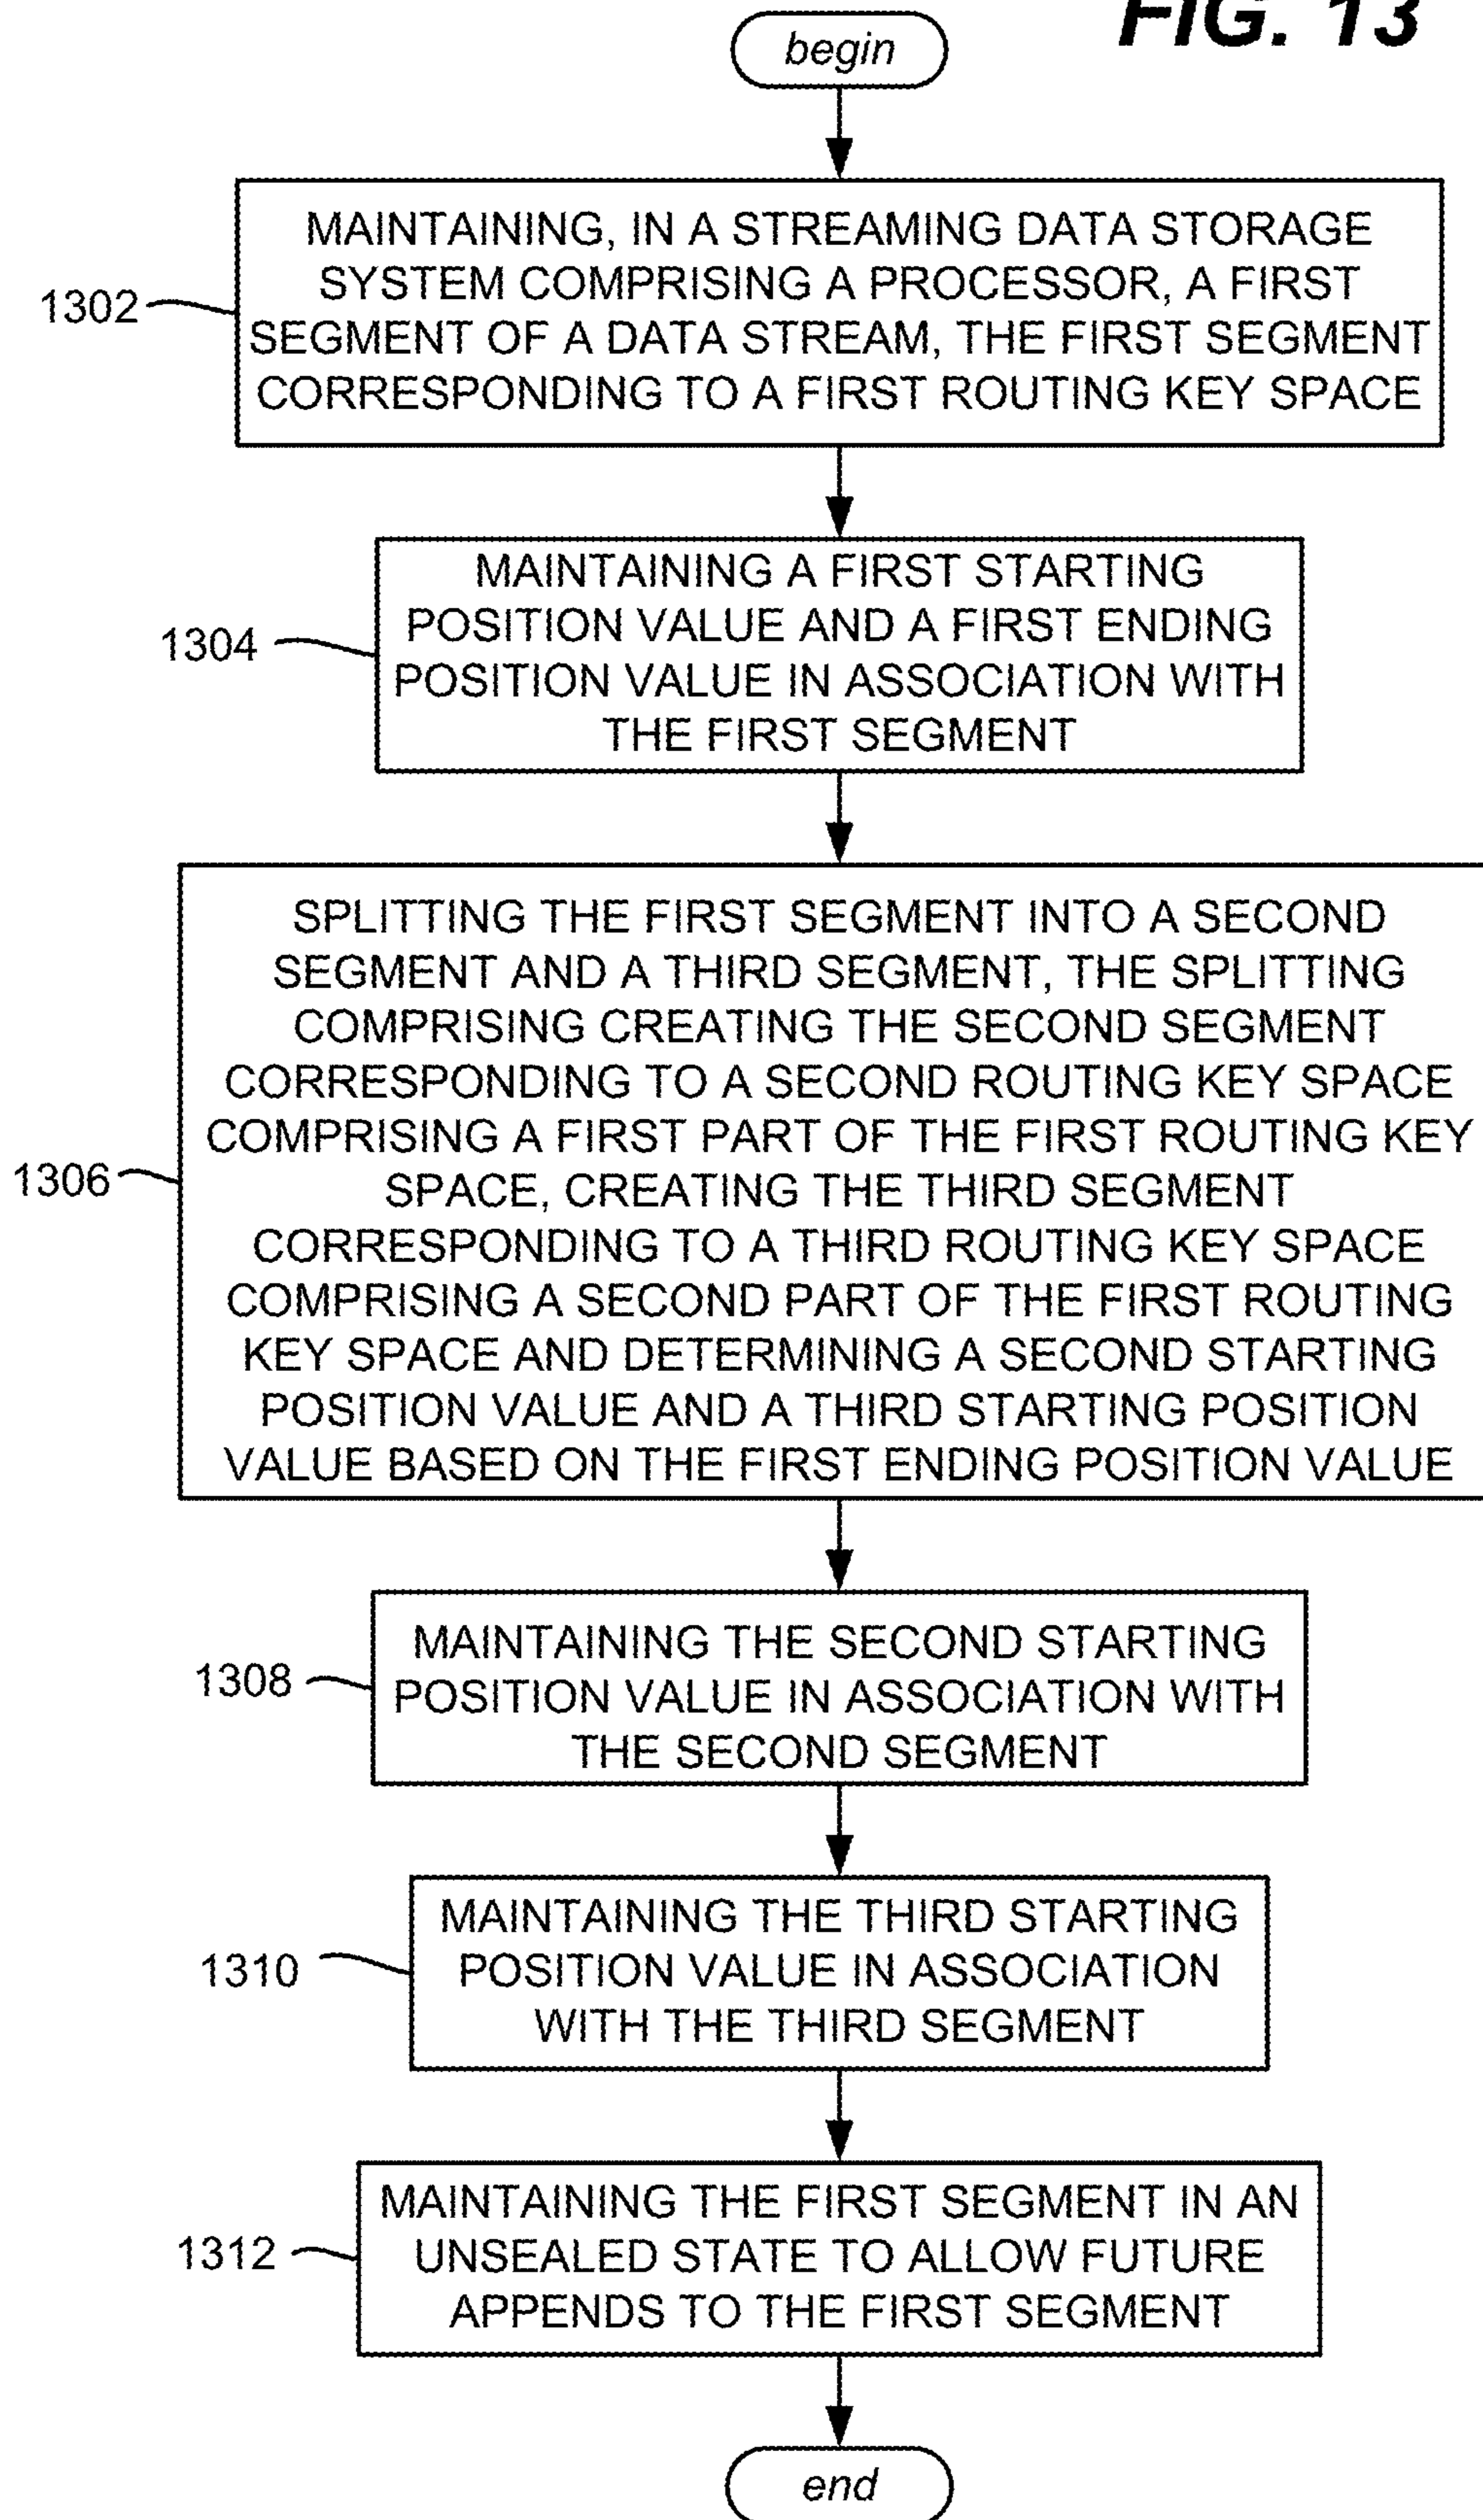 FIG. 13
begin
MAINTAINING, IN A STREAMING DATA STORAGE
SYSTEM COMPRISING A PROCESSOR, A FIRST
SEGMENT OF A DATA STREAM, THE FIRST SEGMENT
CORRESPONDING TO A FIRST ROUTING KEY SPACE
1302
MAINTAINING A FIRST STARTING
POSITION VALUE AND A FIRST ENDING
POSITION VALUE IN ASSOCIATION WITH
THE FIRST SEGMENT
1304
SPLITTING THE FIRST SEGMENT INTO A SECOND
SEGMENT AND A THIRD SEGMENT, THE SPLITTING
COMPRISING CREATING THE SECOND SEGMENT
CORRESPONDING TO A SECOND ROUTING KEY SPACE
COMPRISING A FIRST PART OF THE FIRST ROUTING KEY
SPACE, CREATING THE THIRD SEGMENT
CORRESPONDING TO A THIRD ROUTING KEY SPACE
COMPRISING A SECOND PART OF THE FIRST ROUTING
KEY SPACE AND DETERMINING A SECOND STARTING
POSITION VALUE AND A THIRD STARTING POSITION
VALUE BASED ON THE FIRST ENDING POSITION VALUE
1306
MAINTAINING THE SECOND STARTING
POSITION VALUE IN ASSOCIATION WITH
THE SECOND SEGMENT
1308
MAINTAINING THE THIRD STARTING
POSITION VALUE IN ASSOCIATION
WITH THE THIRD SEGMENT
1310
MAINTAINING THE FIRST SEGMENT IN AN
UNSEALED STATE TO ALLOW FUTURE
APPENDS TO THE FIRST SEGMENT
1312
end